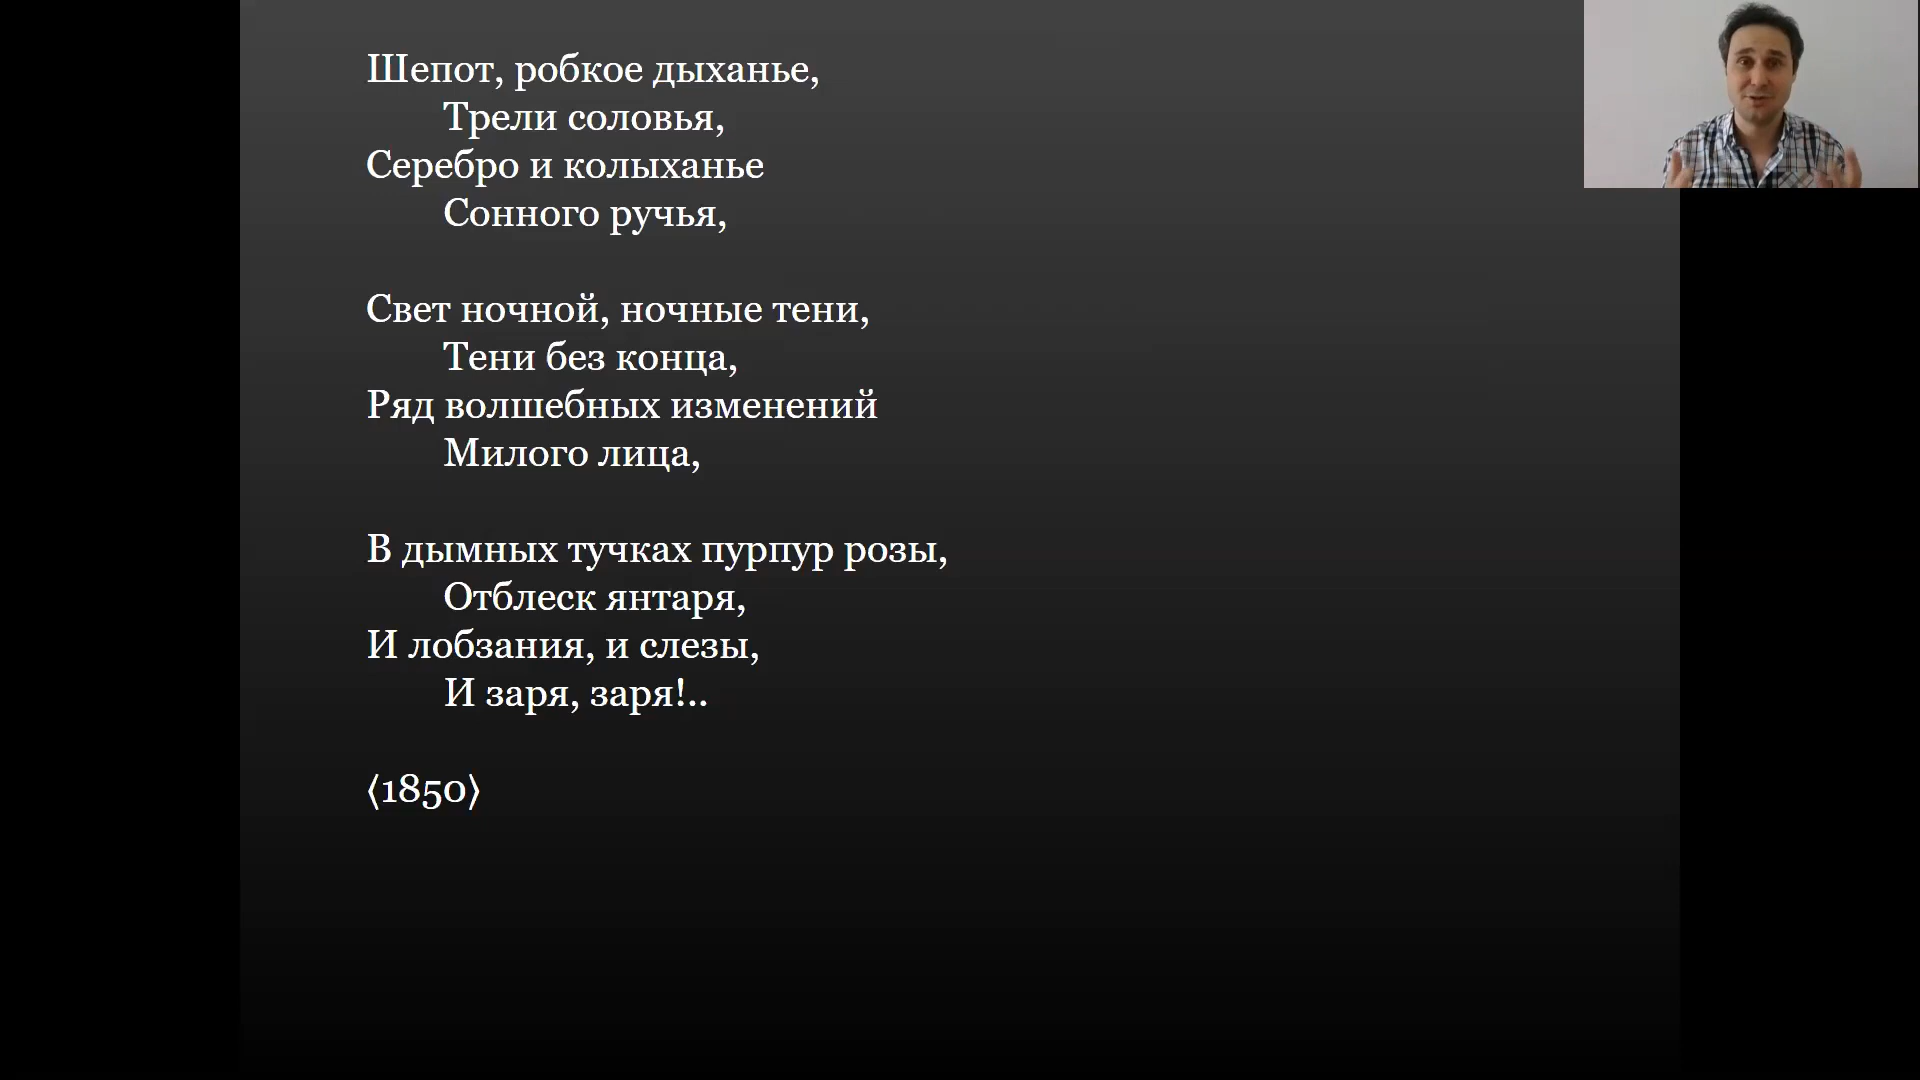 Шепот, робкое дыханье,
Трели соловья,
Серебро и колыханье
Сонного ручья,
Свет ночной, ночные тени,
Тени без конца,
Ряд волшебных изменений
Милого лица,
В дымных тучках пурпур розы,
Отблеск янтаря,
И лобзания, и слезы,
И заря, заря!..
⟨1850⟩